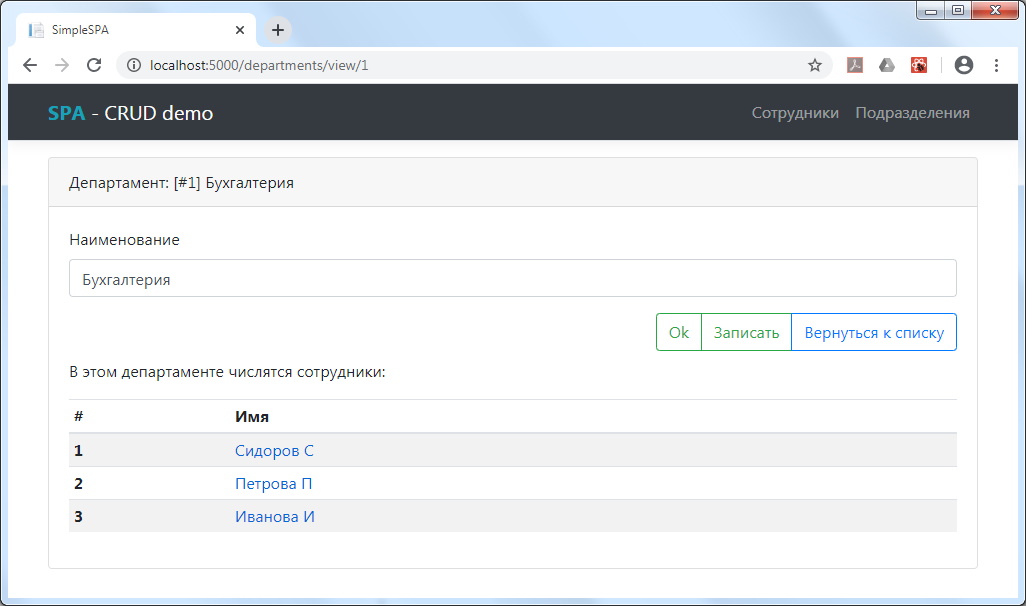 SimpleSPA
localhost:5000/departments/view/1
SPA - CRUD demo
Сотрудники Подразделения
Департамент: [#1] Бухгалтерия
Наименование
Бухгалтерия
Ok Записать Вернуться к списку
В этом департаменте числятся сотрудники:
# Имя
1 Сидоров С
2 Петрова П
3 Иванова И